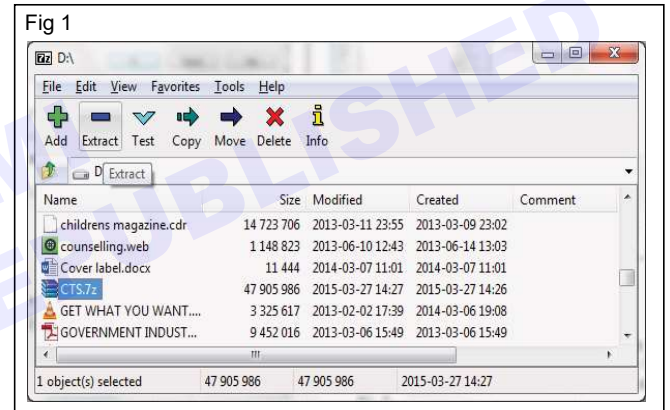 Fig 1
7z D:\
File Edit View Favorites Tools Help
Add Extract Test Copy Move Delete Info
D Extract
Name Size Modified Created Comment
childrens magazine.cdr 14 723 706 2013-03-11 23:55 2013-03-09 23:02
counselling.web 1 148 823 2013-06-10 12:43 2013-06-14 13:03
Cover label.docx 11 444 2014-03-07 11:01 2014-03-07 11:01
CTS.7z 47 905 986 2015-03-27 14:27 2015-03-27 14:26
GET WHAT YOU WANT.... 3 325 617 2013-02-02 17:39 2014-03-06 19:08
GOVERNMENT INDUST... 9 452 016 2013-03-06 15:49 2013-03-06 15:49
1 object(s) selected 47 905 986 47 905 986 2015-03-27 14:27